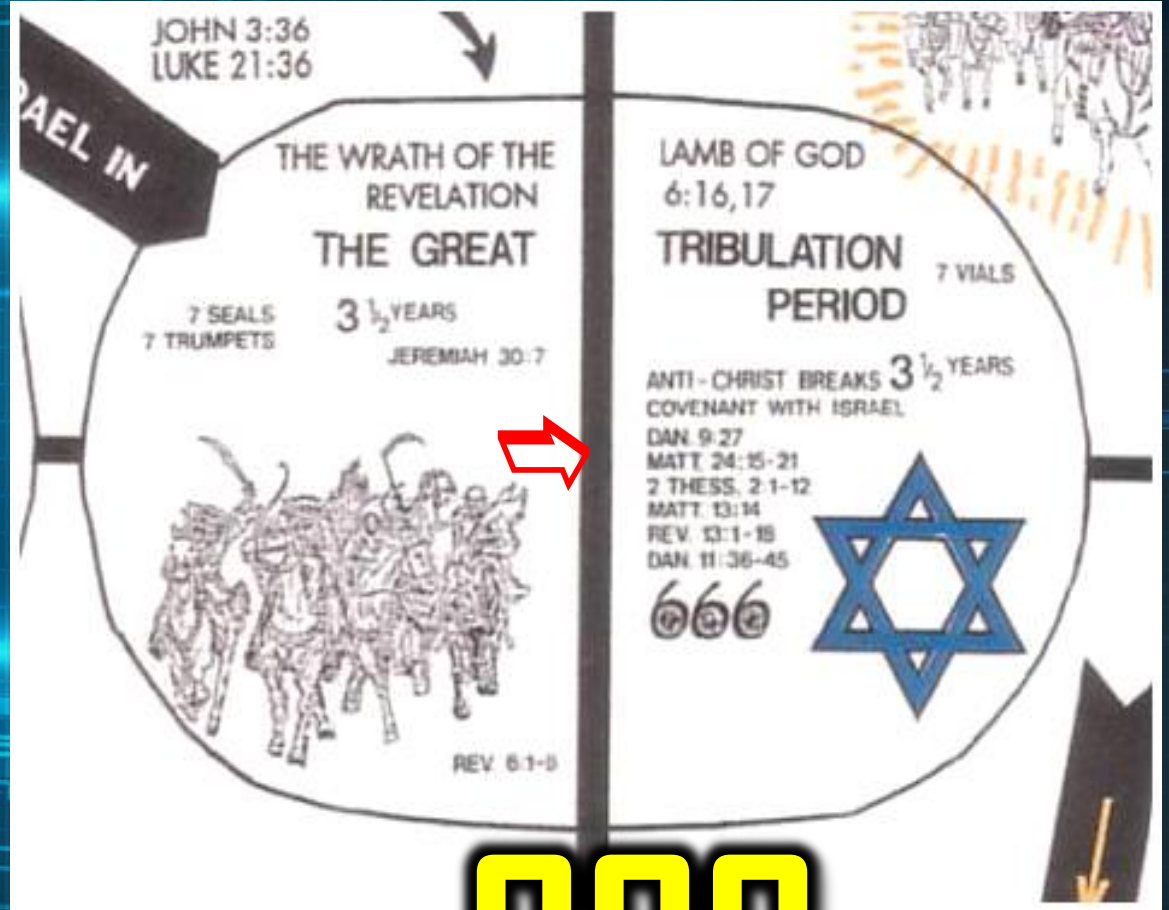 JOHN 3:36
LUKE 21:36
AEL IN
THE WRATH OF THE
REVELATION
THE GREAT
7 SEALS
7 TRUMPETS
3 ½ YEARS
JEREMIAH 30:7
REV. 6:1-8
LAMB OF GOD
6:16,17
TRIBULATION
PERIOD
7 VIALS
ANTI-CHRIST BREAKS 3 ½ YEARS
COVENANT WITH ISRAEL
DAN. 9:27
MATT. 24:15-21
2 THESS. 2:1-12
MATT. 13:14
REV. 13:1-18
DAN. 11:36-45
666